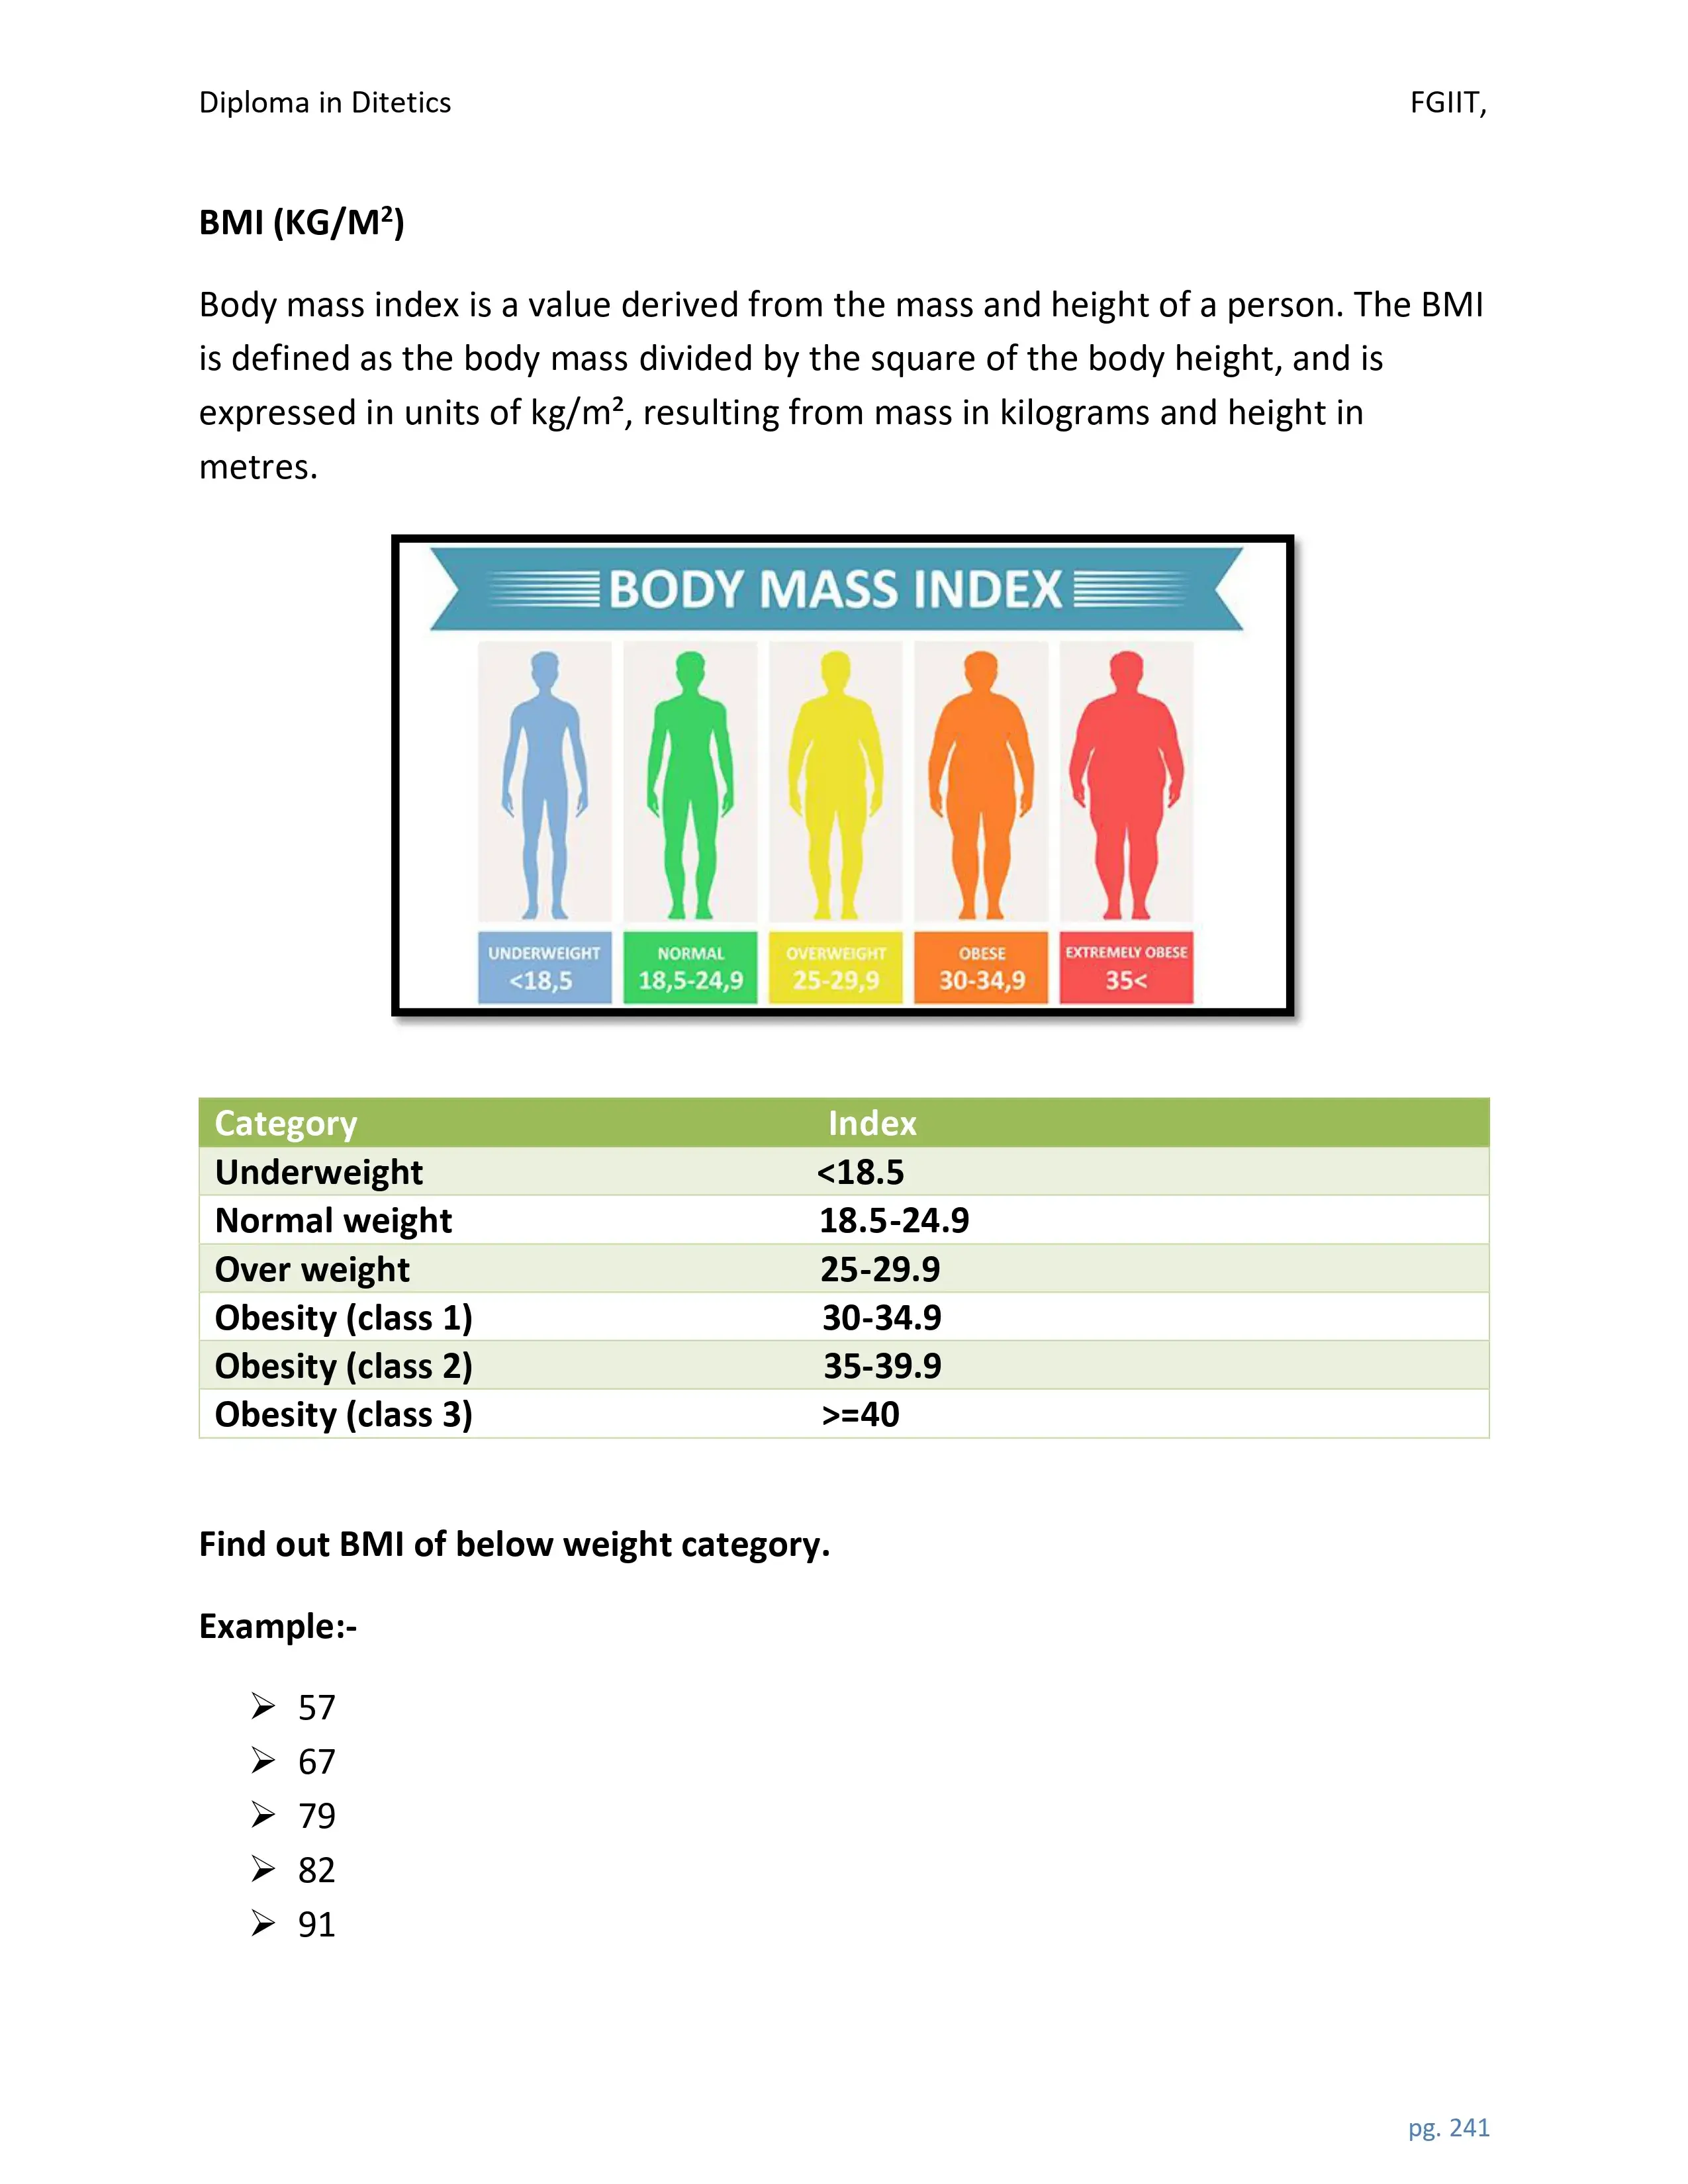 Diploma in Ditetics FGIIT,
BMI (KG/M²)
Body mass index is a value derived from the mass and height of a person. The BMI
is defined as the body mass divided by the square of the body height, and is
expressed in units of kg/m², resulting from mass in kilograms and height in
metres.
BODY MASS INDEX
UNDERWEIGHT NORMAL OVERWEIGHT OBESE EXTREMELY OBESE
<18,5 18,5-24,9 25-29,9 30-34,9 35<
Category Index
Underweight <18.5
Normal weight 18.5-24.9
Over weight 25-29.9
Obesity (class 1) 30-34.9
Obesity (class 2) 35-39.9
Obesity (class 3) >=40
Find out BMI of below weight category.
Example:-
➢ 57
➢ 67
➢ 79
➢ 82
➢ 91
pg. 241